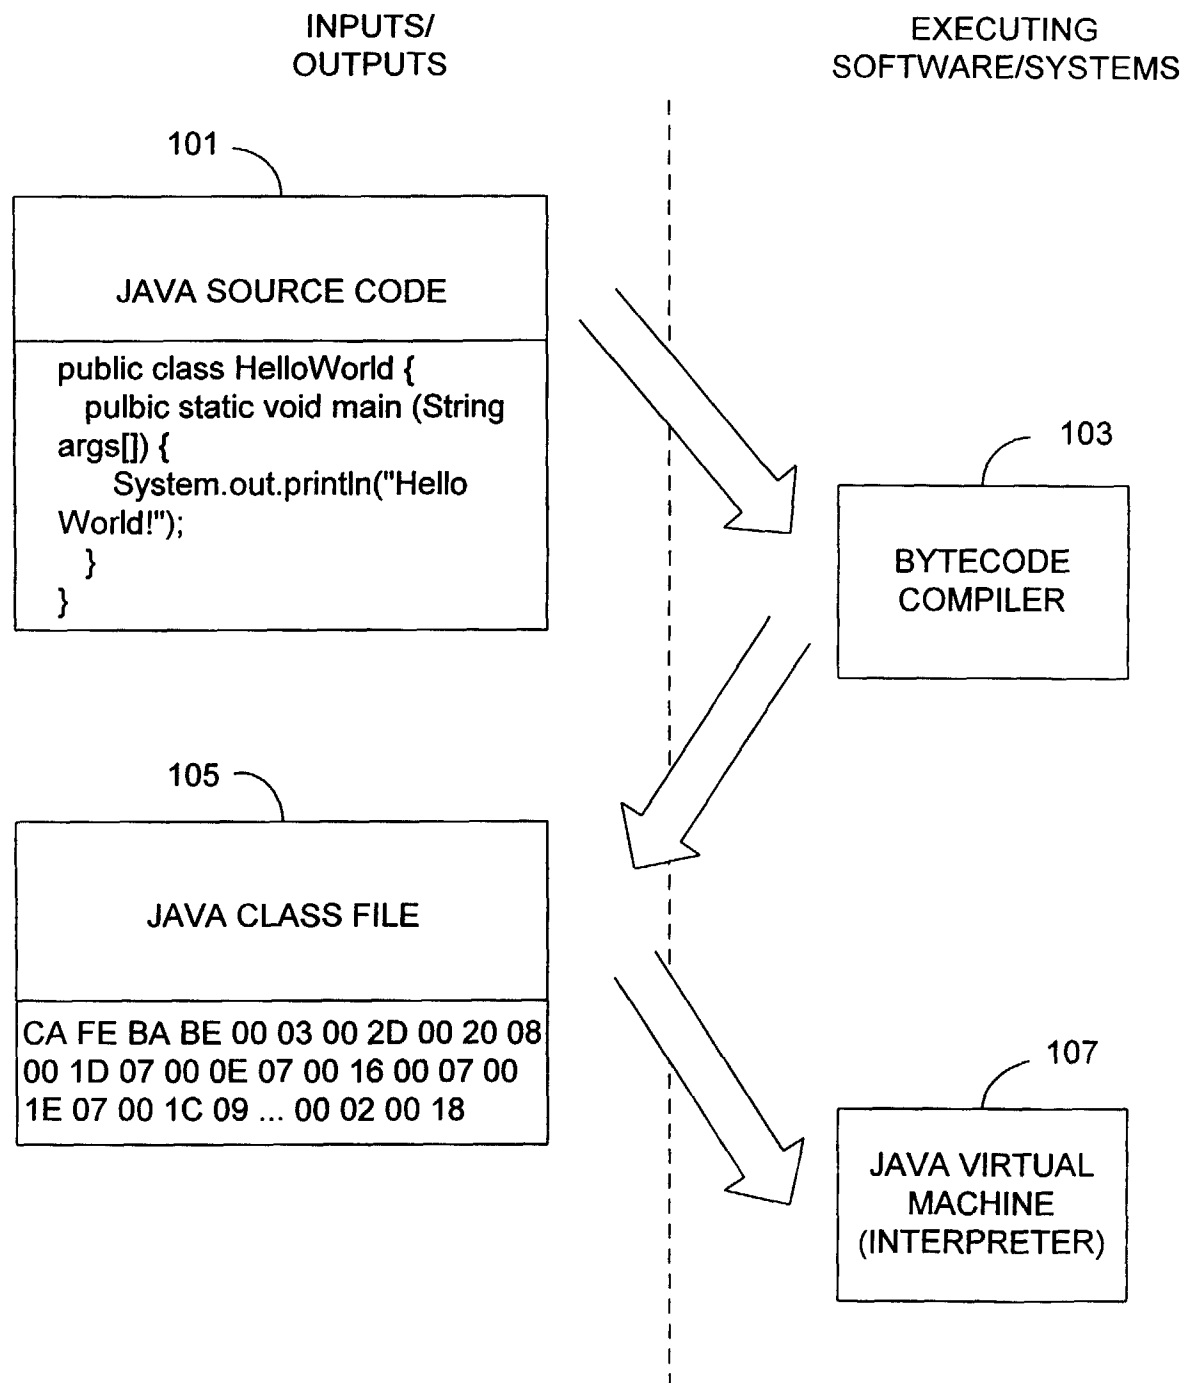 INPUTS/
OUTPUTS
EXECUTING
SOFTWARE/SYSTEMS
101
JAVA SOURCE CODE
public class HelloWorld {
pulbic static void main (String
args[]) {
System.out.println("Hello
World!");
}
}
103
BYTECODE
COMPILER
105
JAVA CLASS FILE
CA FE BA BE 00 03 00 2D 00 20 08
00 1D 07 00 0E 07 00 16 00 07 00
1E 07 00 1C 09 ... 00 02 00 18
107
JAVA VIRTUAL
MACHINE
(INTERPRETER)